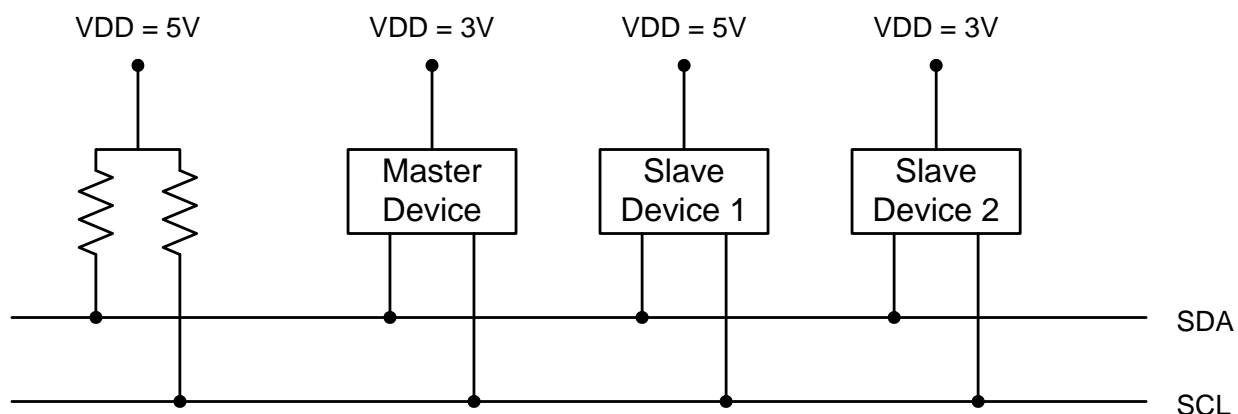 VDD = 5V
VDD = 3V
VDD = 5V
VDD = 3V
Master
Device
Slave
Device 1
Slave
Device 2
SDA
SCL